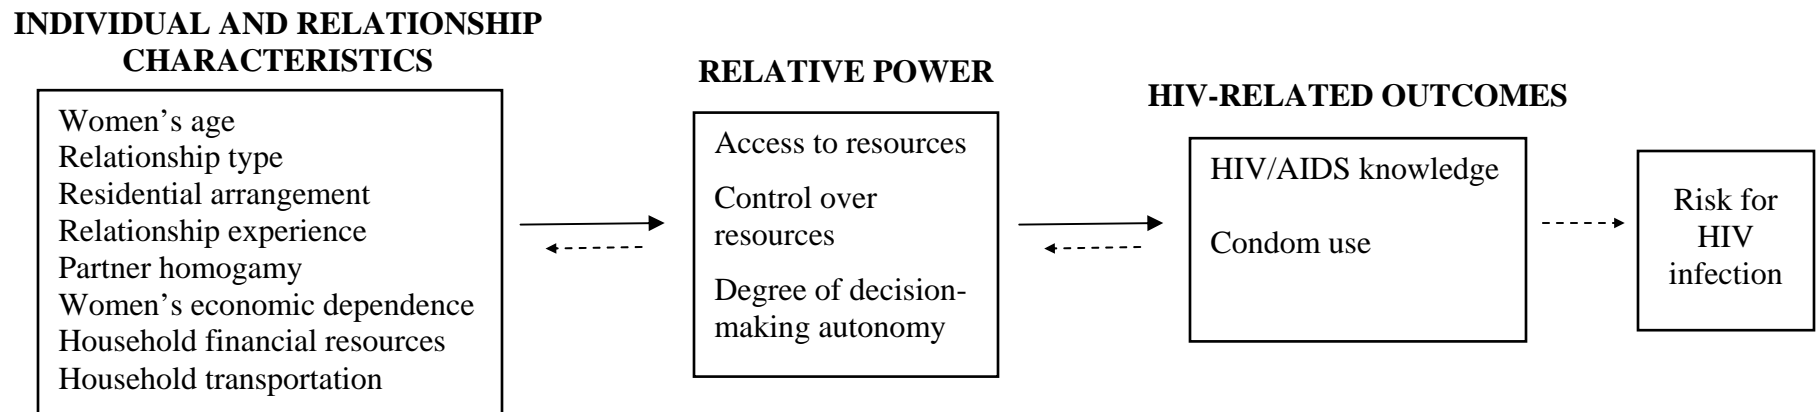 INDIVIDUAL AND RELATIONSHIP
CHARACTERISTICS
Women’s age
Relationship type
Residential arrangement
Relationship experience
Partner homogamy
Women’s economic dependence
Household financial resources
Household transportation
RELATIVE POWER
Access to resources
Control over
resources
Degree of decision-
making autonomy
HIV-RELATED OUTCOMES
HIV/AIDS knowledge
Condom use
Risk for
HIV
infection